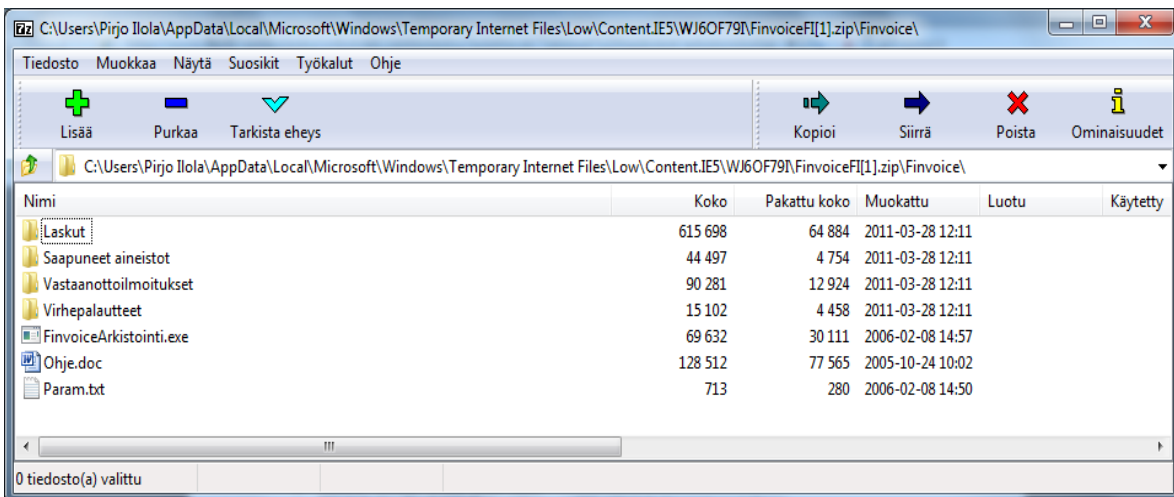 C:\Users\Pirjo Ilola\AppData\Local\Microsoft\Windows\Temporary Internet Files\Low\Content.IE5\WJ6OF79I\FinvoiceFI[1].zip\Finvoice\
Tiedosto Muokkaa Näytä Suosikit Työkalut Ohje
Lisää Purkaa Tarkista eheys Kopioi Siirrä Poista Ominaisuudet
C:\Users\Pirjo Ilola\AppData\Local\Microsoft\Windows\Temporary Internet Files\Low\Content.IE5\WJ6OF79I\FinvoiceFI[1].zip\Finvoice\
Nimi Koko Pakattu koko Muokattu Luotu Käytetty
Laskut 615 698 64 884 2011-03-28 12:11
Saapuneet aineistot 44 497 4 754 2011-03-28 12:11
Vastaanottoilmoitukset 90 281 12 924 2011-03-28 12:11
Virhepalautteet 15 102 4 458 2011-03-28 12:11
FinvoiceArkistointi.exe 69 632 30 111 2006-02-08 14:57
Ohje.doc 128 512 77 565 2005-10-24 10:02
Param.txt 713 280 2006-02-08 14:50
0 tiedosto(a) valittu